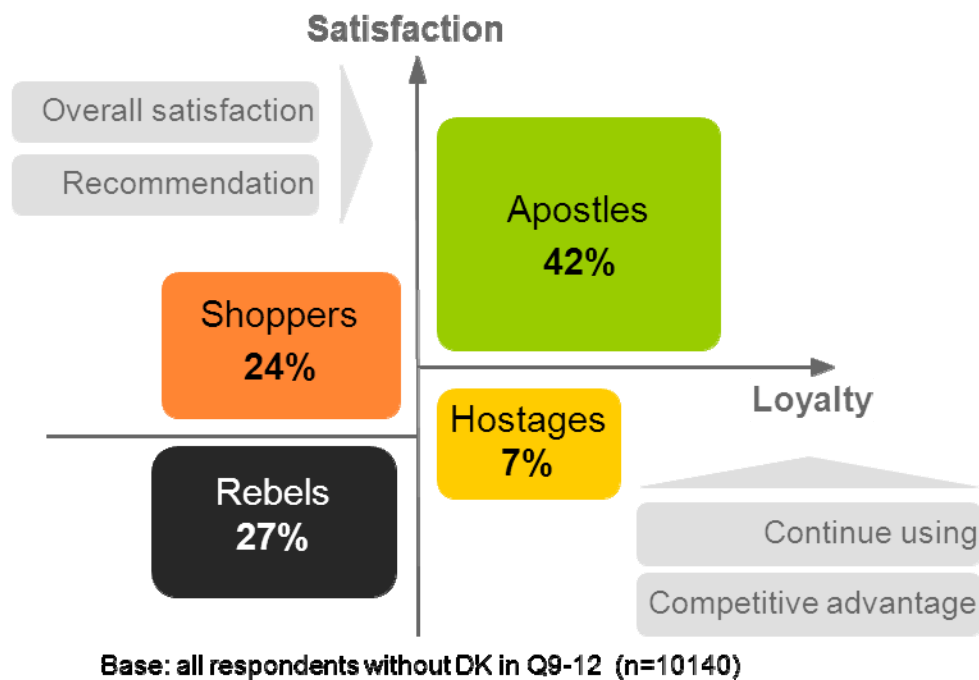 Satisfaction
Overall satisfaction
Recommendation
Apostles
42%
Shoppers
24%
Loyalty
Hostages
7%
Rebels
27%
Continue using
Competitive advantage
Base: all respondents without DK in Q9-12 (n=10140)